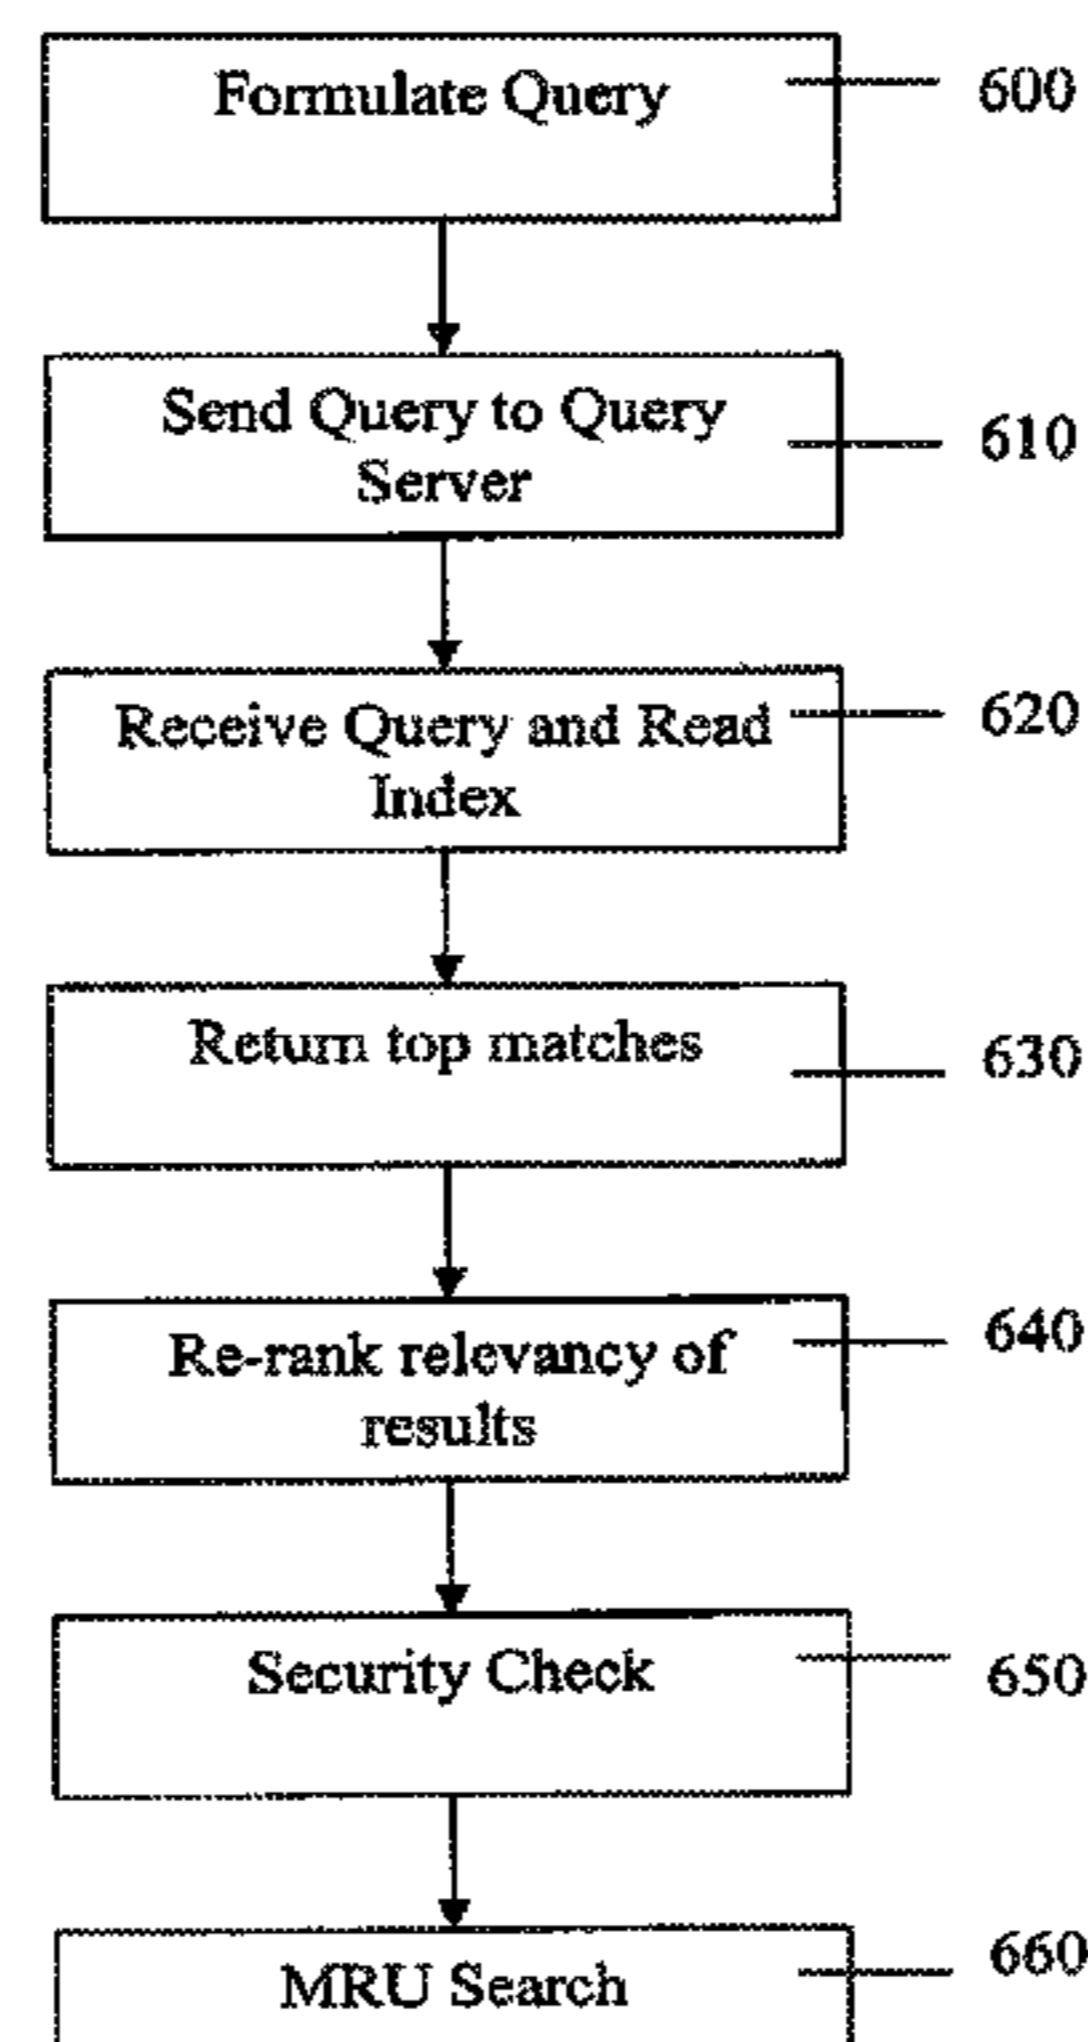 Formulate Query
600
Send Query to Query
Server
610
Receive Query and Read
Index
620
Return top matches
630
Re-rank relevancy of
results
640
Security Check
650
MRU Search
660